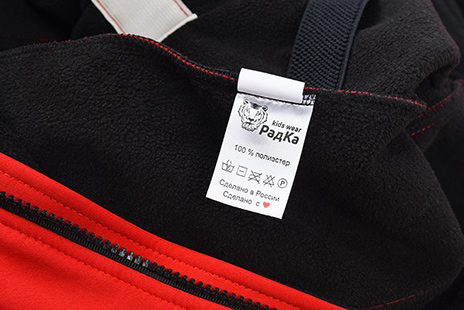 kids wear
РадКа
100 % полиэстер
P
Сделано в России
Сделано с ❤